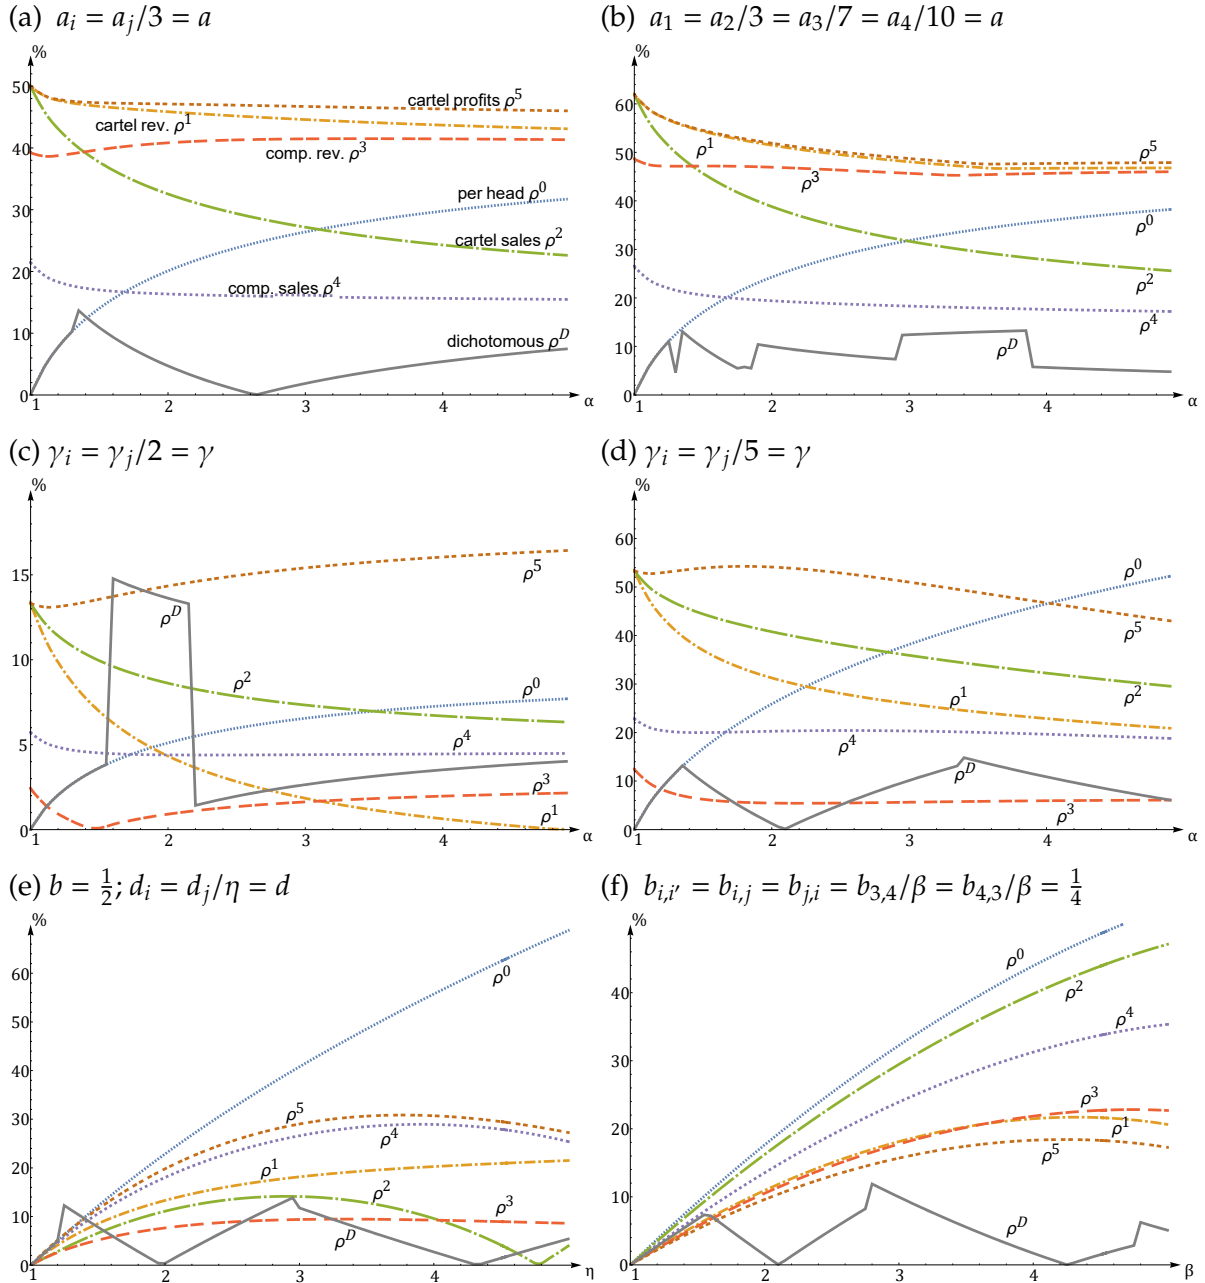 (a) a_i = a_j/3 = a
%
50
40
30
20
10
0
1 2 3 4 α
cartel profits ρ^5
cartel rev. ρ^1
comp. rev. ρ^3
per head ρ^0
cartel sales ρ^2
comp. sales ρ^4
dichotomous ρ^D
(b) a_1 = a_2/3 = a_3/7 = a_4/10 = a
%
60
50
40
30
20
10
0
1 2 3 4 α
ρ^1
ρ^5
ρ^3
ρ^0
ρ^2
ρ^4
ρ^D
(c) γ_i = γ_j/2 = γ
%
15
10
5
0
1 2 3 4 α
ρ^5
ρ^D
ρ^2
ρ^0
ρ^4
ρ^3
ρ^1
(d) γ_i = γ_j/5 = γ
%
60
50
40
30
20
10
0
1 2 3 4 α
ρ^0
ρ^5
ρ^2
ρ^1
ρ^4
ρ^D
ρ^3
(e) b = 1/2; d_i = d_j/η = d
%
60
50
40
30
20
10
0
1 2 3 4 η
ρ^0
ρ^5
ρ^4
ρ^1
ρ^2
ρ^3
ρ^D
(f) b_{i,i'} = b_{i,j} = b_{j,i} = b_{3,4}/β = b_{4,3}/β = 1/4
%
40
30
20
10
0
1 2 3 4 β
ρ^0
ρ^2
ρ^4
ρ^3
ρ^1
ρ^5
ρ^D